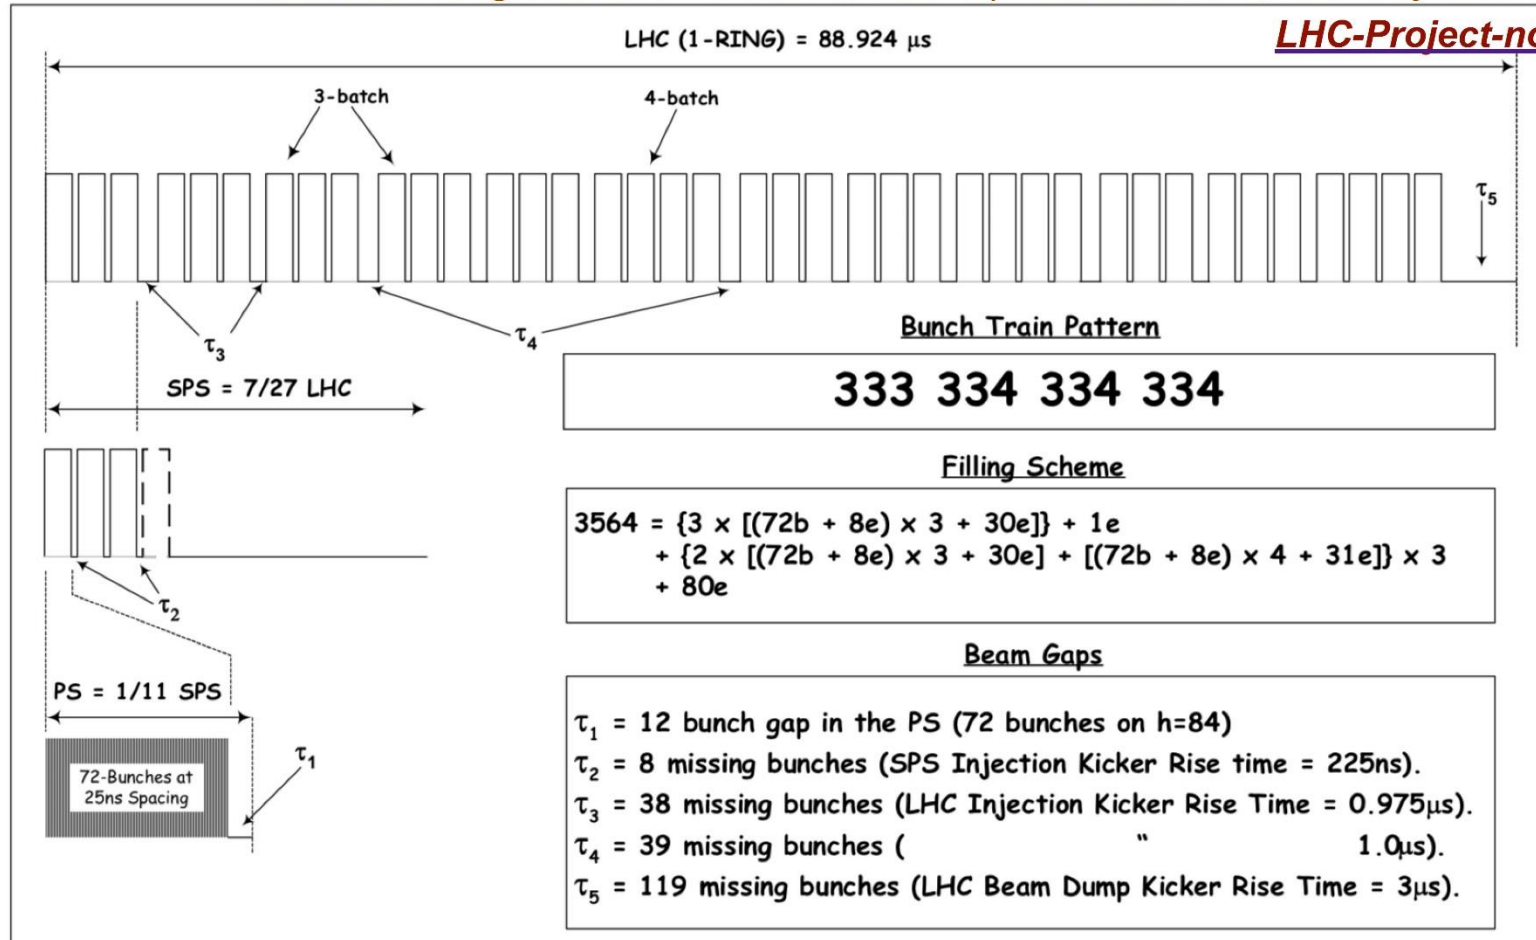 LHC-Project-no
LHC (1-RING) = 88.924 µs
3-batch
4-batch
τ5
τ3
τ4
SPS = 7/27 LHC
Bunch Train Pattern
333 334 334 334
Filling Scheme
3564 = {3 x [(72b + 8e) x 3 + 30e]} + 1e
+ {2 x [(72b + 8e) x 3 + 30e] + [(72b + 8e) x 4 + 31e]} x 3
+ 80e
τ2
PS = 1/11 SPS
72-Bunches at
25ns Spacing
τ1
Beam Gaps
τ1 = 12 bunch gap in the PS (72 bunches on h=84)
τ2 = 8 missing bunches (SPS Injection Kicker Rise time = 225ns).
τ3 = 38 missing bunches (LHC Injection Kicker Rise Time = 0.975µs).
τ4 = 39 missing bunches ( " 1.0µs).
τ5 = 119 missing bunches (LHC Beam Dump Kicker Rise Time = 3µs).